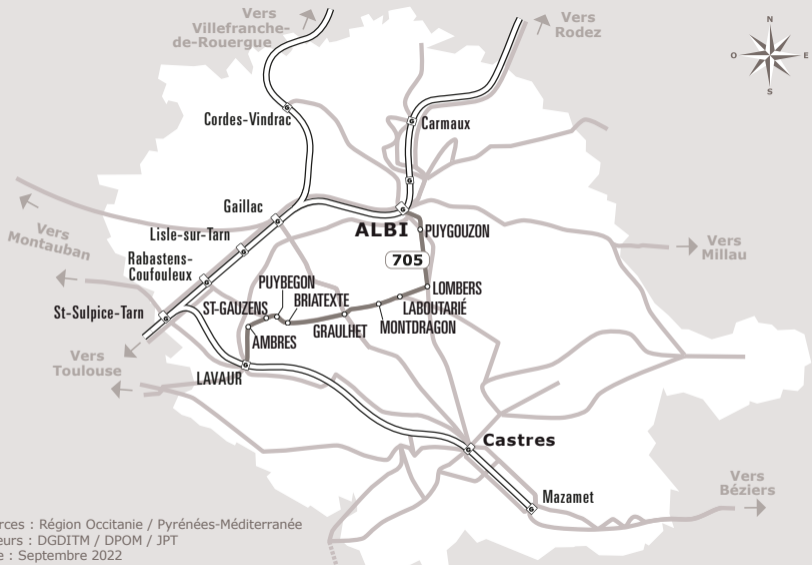 Vers
Villefranche-
de-Rouergue
Vers
Rodez
N
O
E
S
Cordes-Vindrac
Carmaux
Gaillac
Vers
Montauban
Lisle-sur-Tarn
ALBI
PUYGOUZON
Vers
Millau
Rabastens-
Coufouleux
705
PUYBEGON
LOMBERS
St-Sulpice-Tarn
ST-GAUZENS
BRIATEXTE
LABOUTARIÉ
GRAULHET
MONTDRAGON
AMBRES
Vers
Toulouse
LAVAUR
Castres
Mazamet
Vers
Béziers
rces : Région Occitanie / Pyrénées-Méditerranée
eurs : DGDITM / DPOM / JPT
e : Septembre 2022